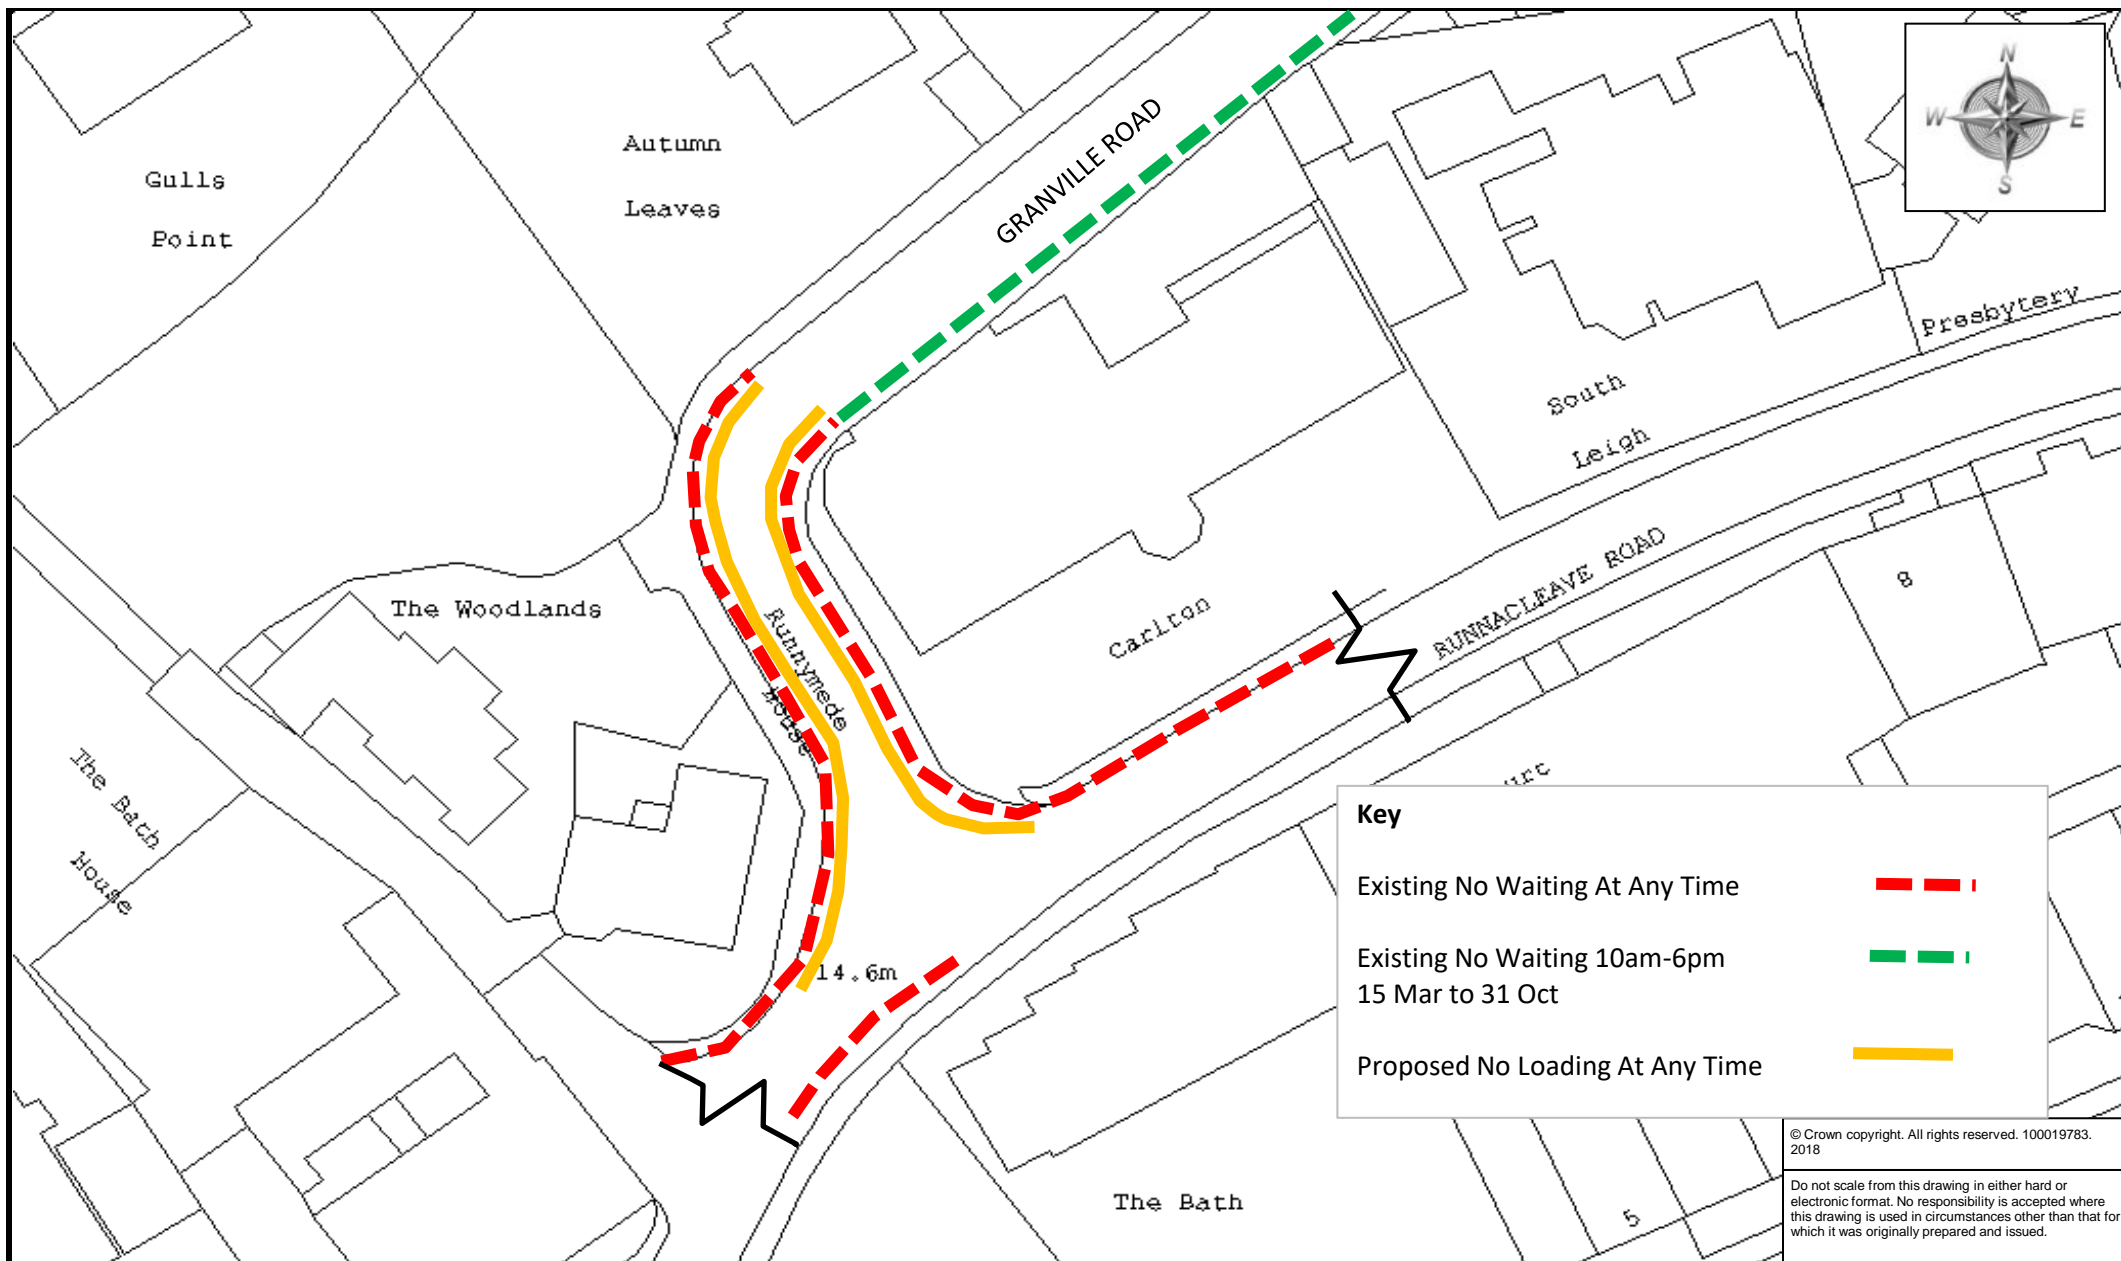 N
W E
S
GRANVILLE ROAD
Autumn
Leaves
Gulls
Point
Presbytery
South
Leigh
RUNNACLEAVE ROAD
8
The Woodlands
Runnymede
House
Carlton
The Bath
House
14.6m
The Bath
5
Key
Existing No Waiting At Any Time
Existing No Waiting 10am-6pm
15 Mar to 31 Oct
Proposed No Loading At Any Time
© Crown copyright. All rights reserved. 100019783.
2018
Do not scale from this drawing in either hard or
electronic format. No responsibility is accepted where
this drawing is used in circumstances other than that for
which it was originally prepared and issued.